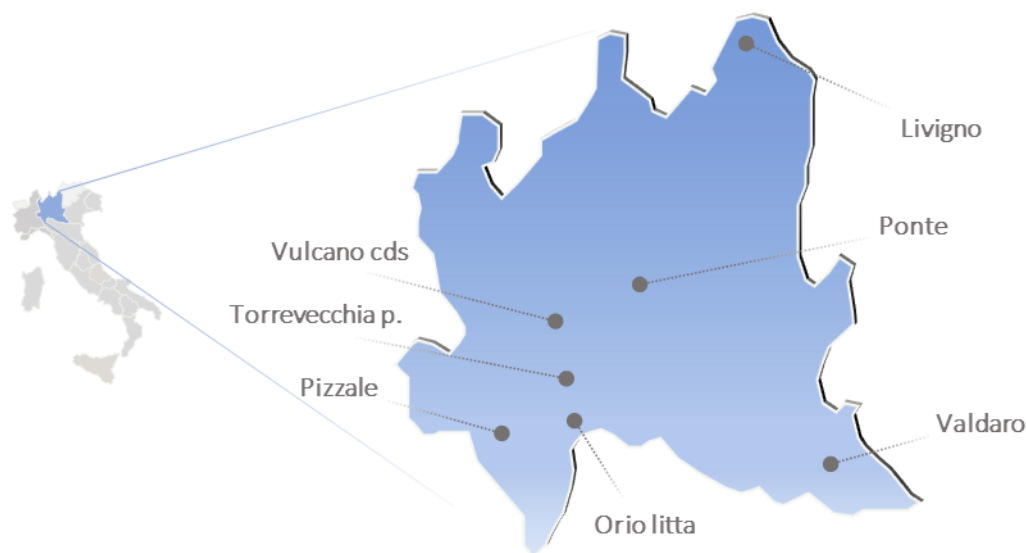 Livigno
Ponte
Vulcano cds
Torrevecchia p.
Pizzale
Valdaro
Orio litta